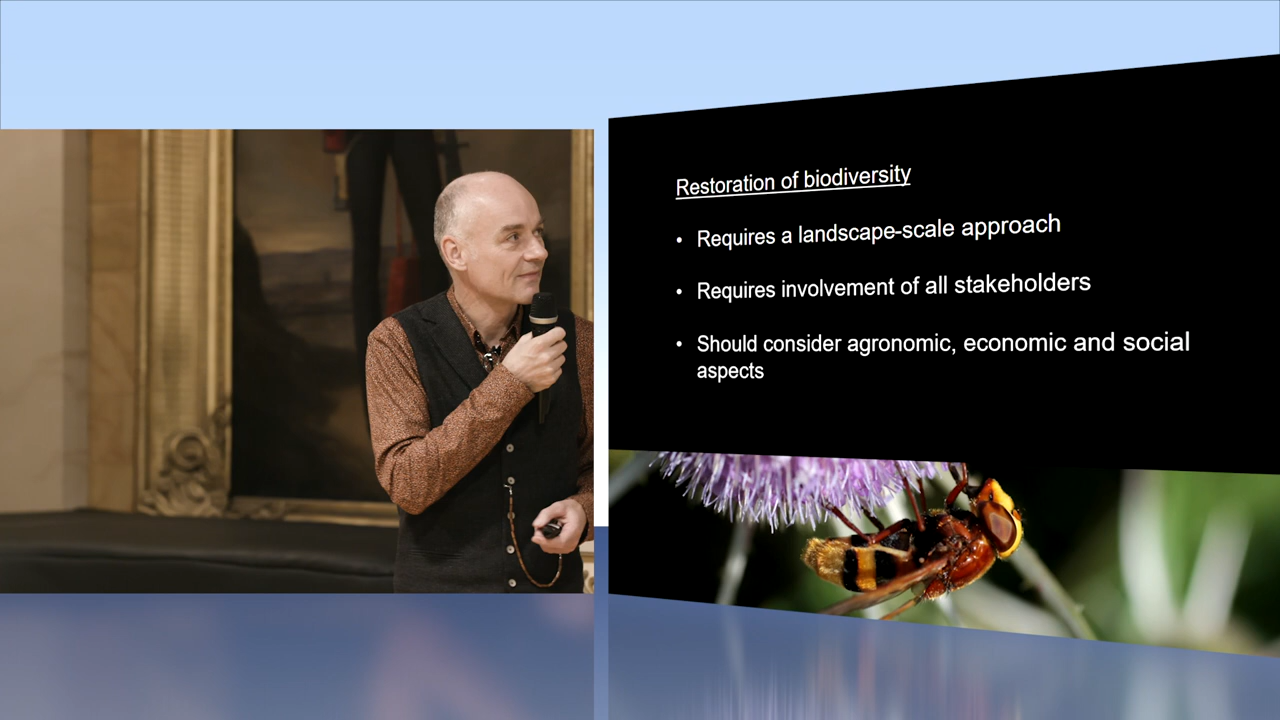 Restoration of biodiversity
• Requires a landscape-scale approach
• Requires involvement of all stakeholders
• Should consider agronomic, economic and social
aspects